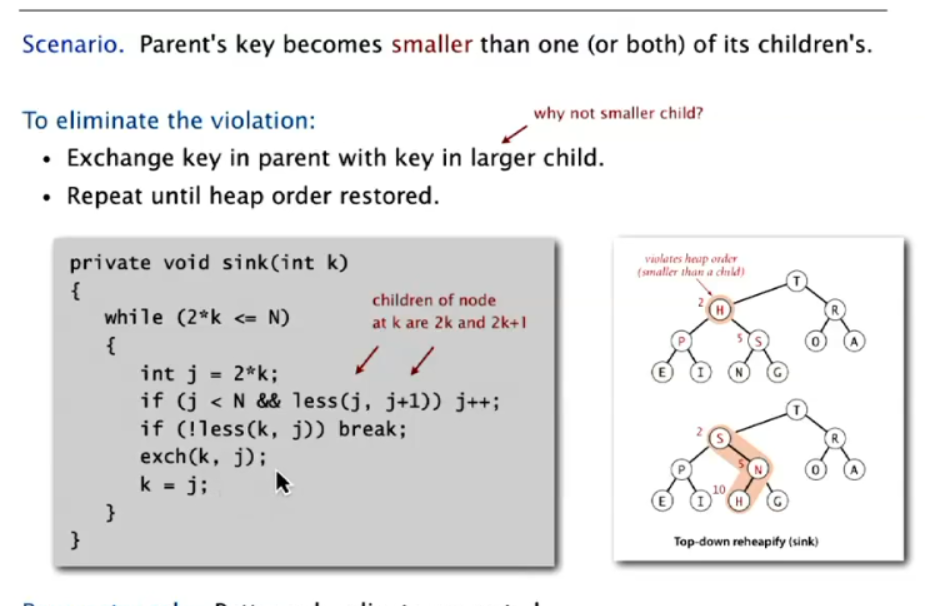 Scenario. Parent's key becomes smaller than one (or both) of its children's.
To eliminate the violation:
why not smaller child?
• Exchange key in parent with key in larger child.
• Repeat until heap order restored.
private void sink(int k)
{
while (2*k <= N)
{
int j = 2*k;
if (j < N && less(j, j+1)) j++;
if (!less(k, j)) break;
exch(k, j);
k = j;
}
}
children of node
at k are 2k and 2k+1
violates heap order
(smaller than a child)
T
2 H R
P 5 S O A
E I N G
T
2 S R
P 5 N O A
E I 10 H G
Top-down reheapify (sink)